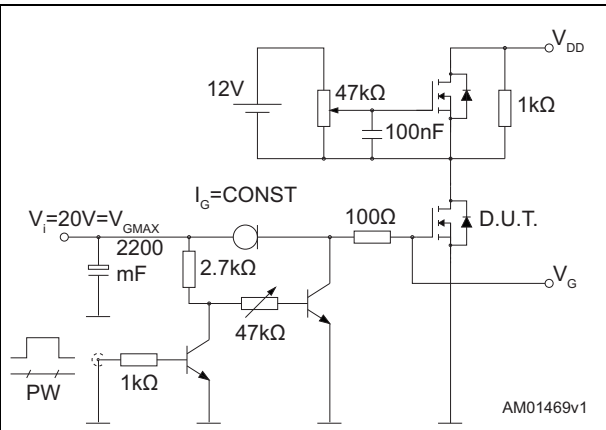 V_DD
12V
47kΩ
1kΩ
100nF
I_G=CONST
V_i=20V=V_GMAX
100Ω
D.U.T.
2200
mF
2.7kΩ
V_G
47kΩ
1kΩ
PW
AM01469v1